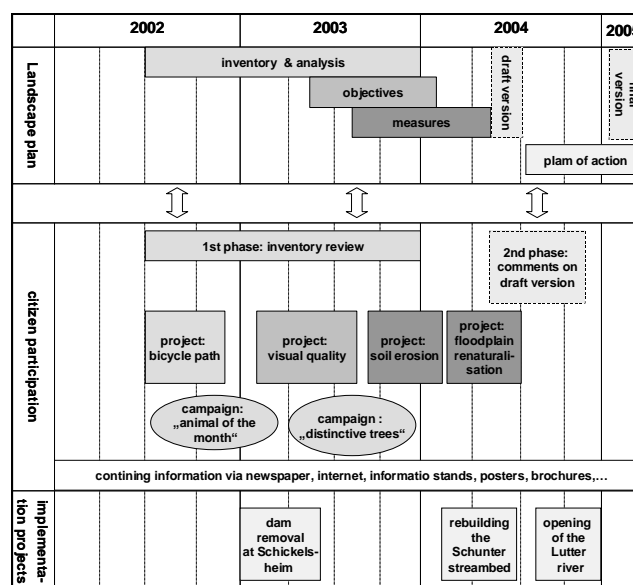 2002
2003
2004
2005
Landscape plan
inventory & analysis
objectives
measures
draft version
final
version
plam of action
citizen participation
1st phase: inventory review
2nd phase:
comments on
draft version
project:
bicycle path
project:
visual quality
project:
soil erosion
project:
floodplain
renaturali-
sation
campaign:
„animal of the
month“
campaign :
„distinctive trees“
contining information via newspaper, internet, informatio stands, posters, brochures,...
implementa-
tion projects
dam
removal
at Schickels-
heim
rebuilding
the
Schunter
streambed
opening
of the
Lutter
river